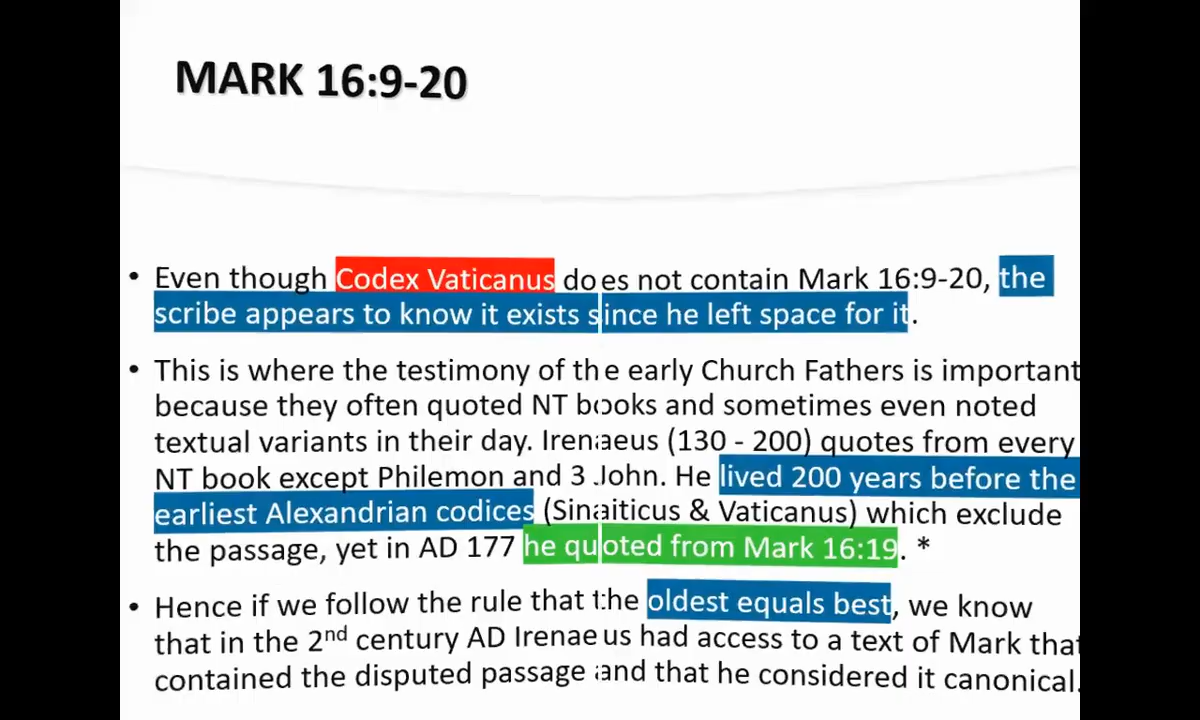 MARK 16:9-20
• Even though Codex Vaticanus does not contain Mark 16:9-20, the
scribe appears to know it exists since he left space for it.
• This is where the testimony of the early Church Fathers is important
because they often quoted NT books and sometimes even noted
textual variants in their day. Irenaeus (130 - 200) quotes from every
NT book except Philemon and 3 John. He lived 200 years before the
earliest Alexandrian codices (Sinaiticus & Vaticanus) which exclude
the passage, yet in AD 177 he quoted from Mark 16:19. *
• Hence if we follow the rule that the oldest equals best, we know
that in the 2nd century AD Irenaeus had access to a text of Mark that
contained the disputed passage and that he considered it canonical.